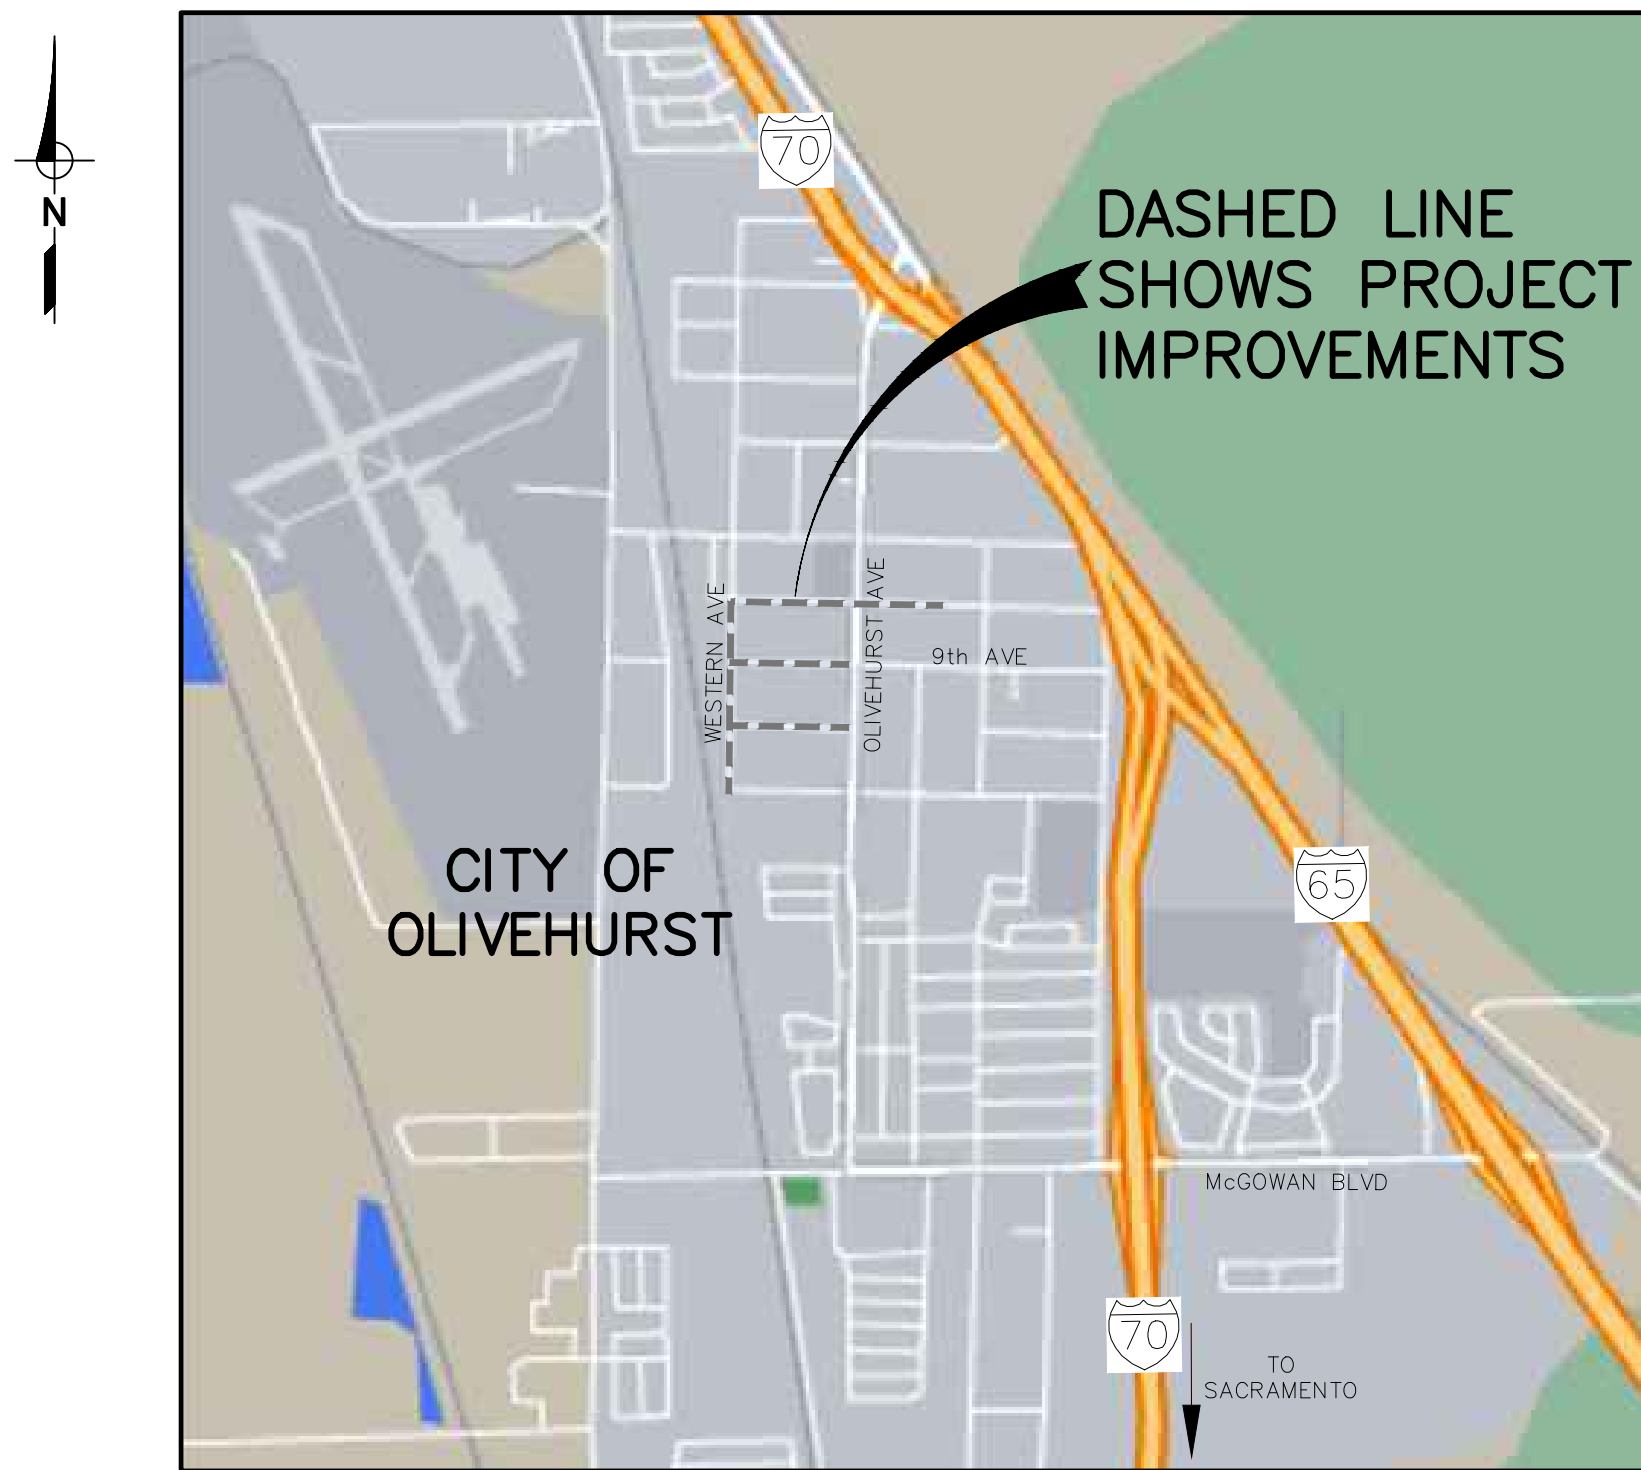 N
70
DASHED LINE
SHOWS PROJECT
IMPROVEMENTS
WESTERN AVE
OLIVEHURST AVE
9th AVE
CITY OF
OLIVEHURST
65
McGOWAN BLVD
70
TO
SACRAMENTO